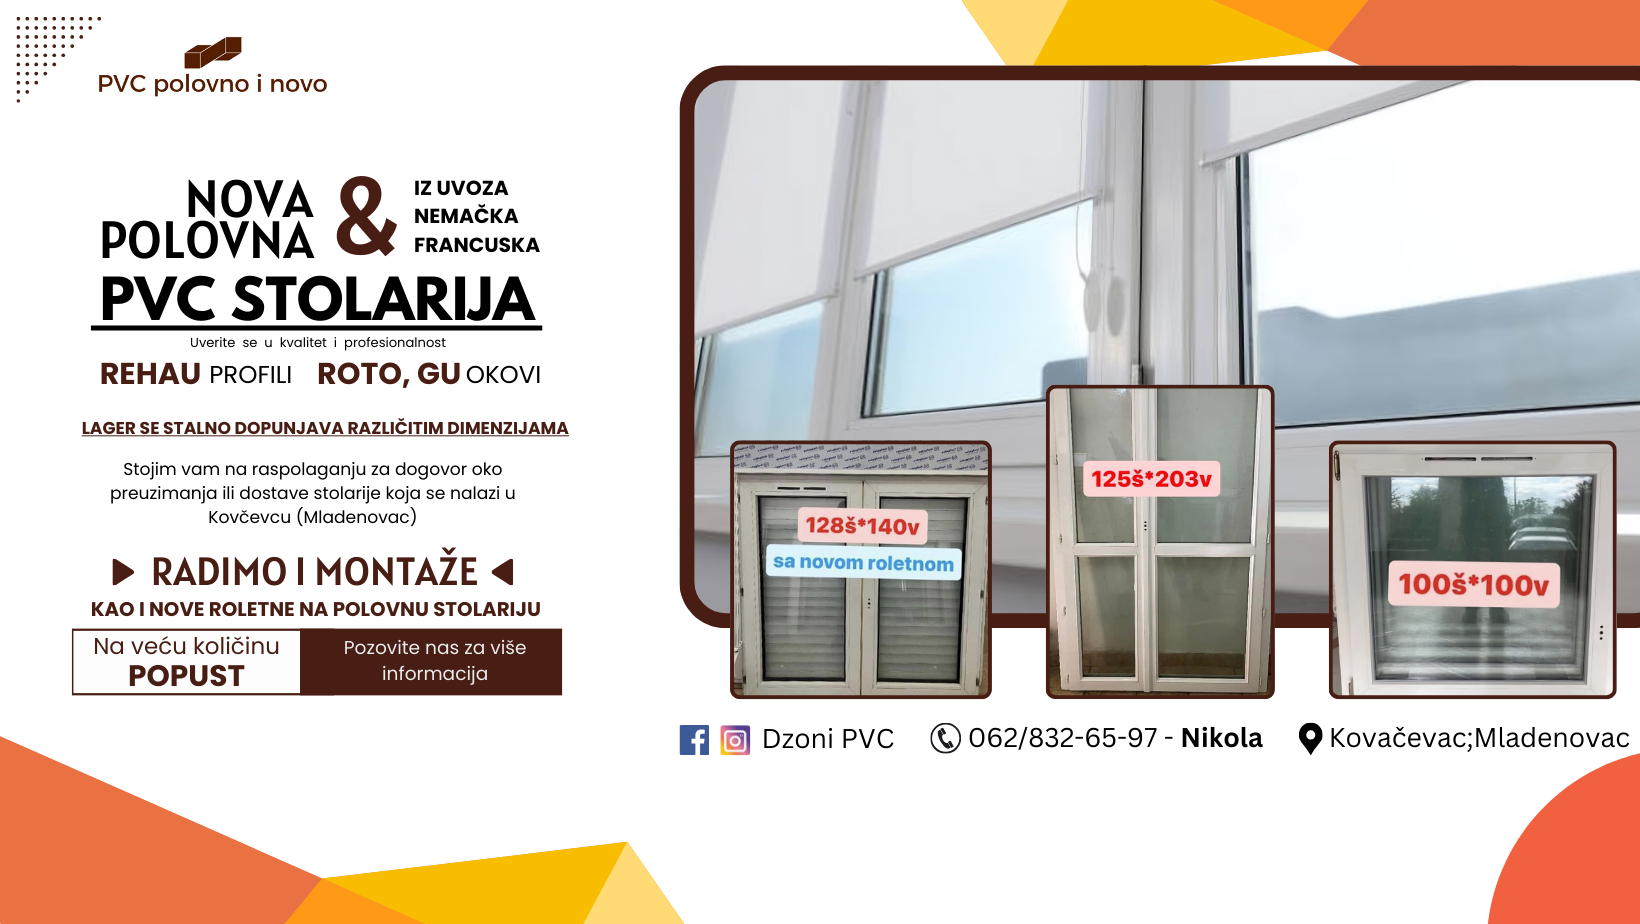 PVC polovno i novo
NOVA
POLOVNA
&
IZ UVOZA
NEMAČKA
FRANCUSKA
PVC STOLARIJA
Uverite se u kvalitet i profesionalnost
REHAU PROFILI ROTO, GU OKOVI
LAGER SE STALNO DOPUNJAVA RAZLIČITIM DIMENZIJAMA
Stojim vam na raspolaganju za dogovor oko
preuzimanja ili dostave stolarije koja se nalazi u
Kovčevcu (Mladenovac)
RADIMO I MONTAŽE
KAO I NOVE ROLETNE NA POLOVNU STOLARIJU
Na veću količinu
POPUST
Pozovite nas za više
informacija
128š*140v
sa novom roletnom
125š*203v
100š*100v
Dzoni PVC
062/832-65-97 - Nikola
Kovačevac;Mladenovac